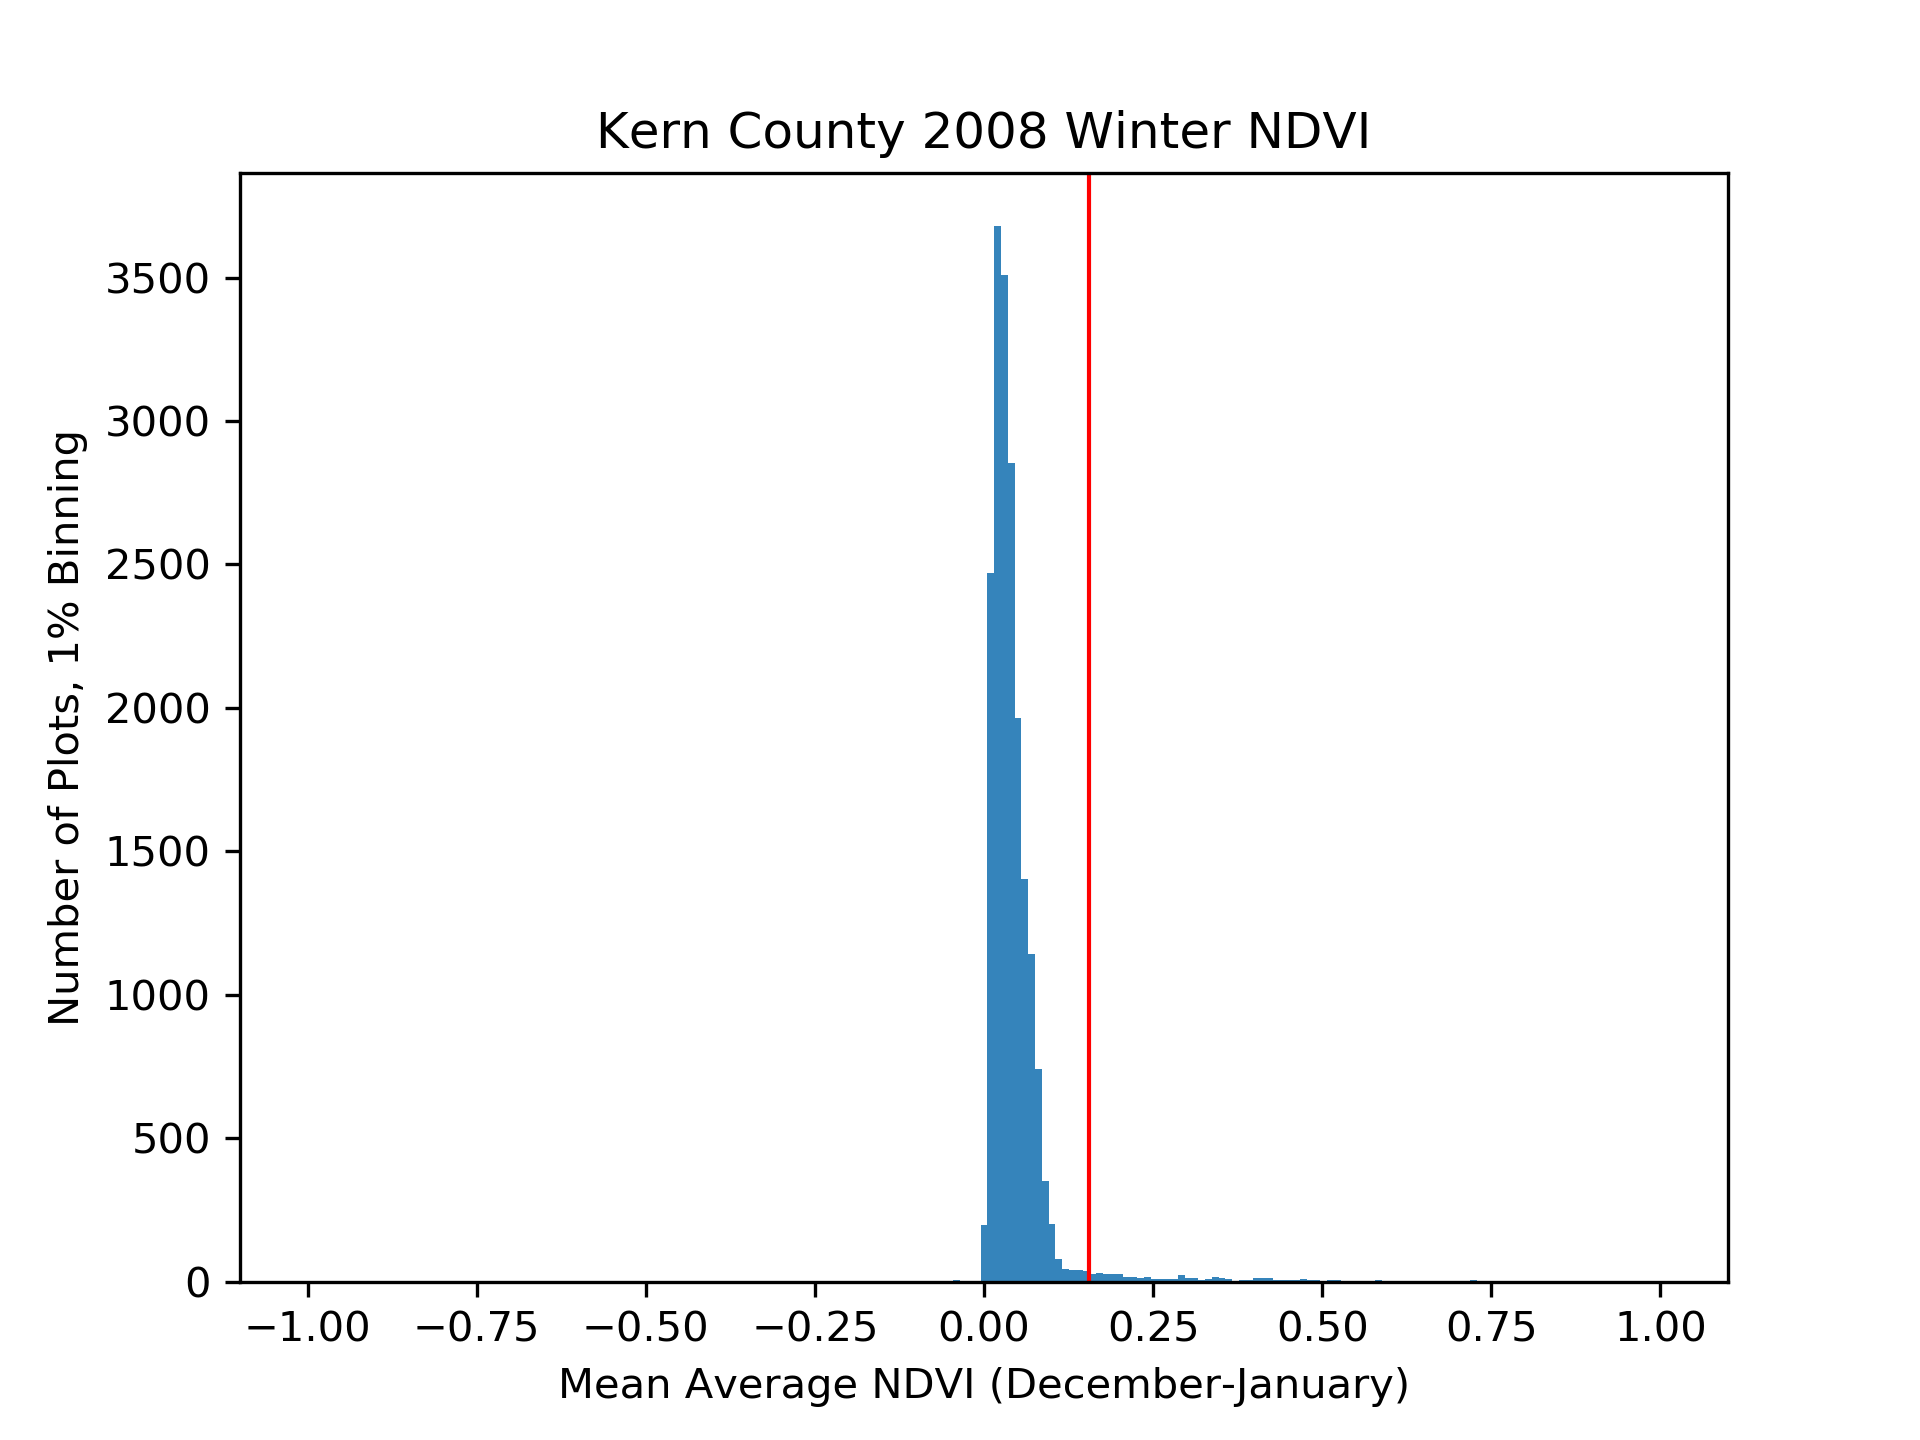 Kern County 2008 Winter NDVI
3500
3000
2500
2000
1500
1000
500
0
Number of Plots, 1% Binning
−1.00 −0.75 −0.50 −0.25 0.00 0.25 0.50 0.75 1.00
Mean Average NDVI (December-January)